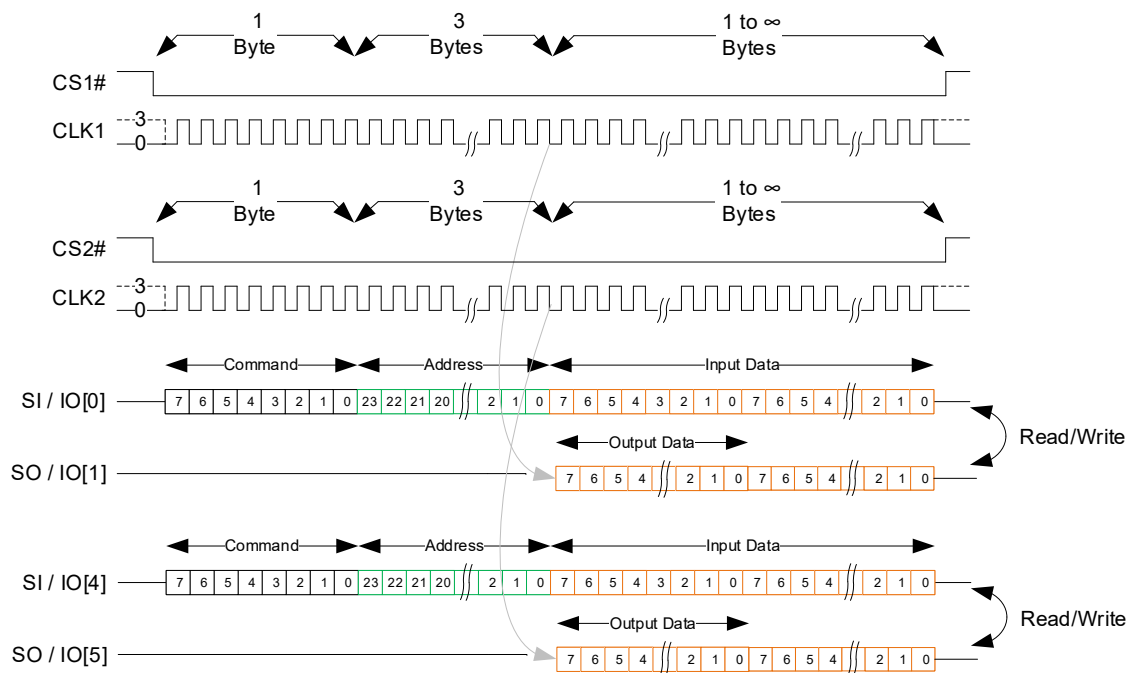 1 3 1 to ∞
Byte Bytes Bytes
CS1#
3
CLK1
0
1 3 1 to ∞
Byte Bytes Bytes
CS2#
3
CLK2
0
Command Address Input Data
SI / IO[0] 7 6 5 4 3 2 1 0 23 22 21 20 2 1 0 7 6 5 4 3 2 1 0 7 6 5 4 2 1 0
Output Data Read/Write
SO / IO[1] 7 6 5 4 2 1 0 7 6 5 4 2 1 0
Command Address Input Data
SI / IO[4] 7 6 5 4 3 2 1 0 23 22 21 20 2 1 0 7 6 5 4 3 2 1 0 7 6 5 4 2 1 0
Output Data Read/Write
SO / IO[5] 7 6 5 4 2 1 0 7 6 5 4 2 1 0